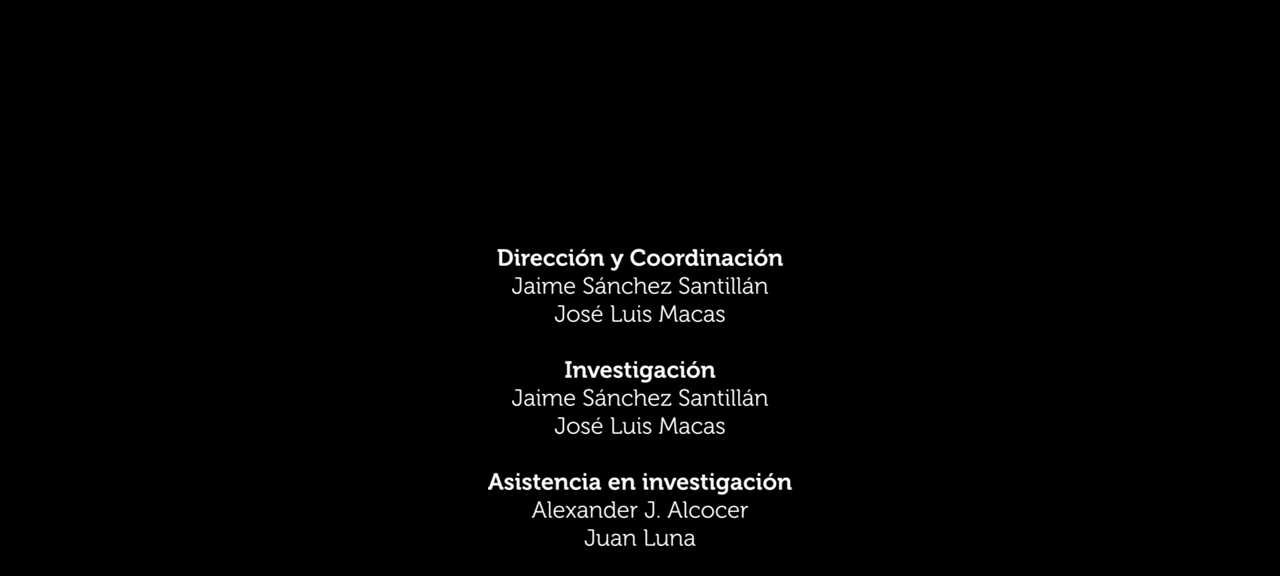 Dirección y Coordinación
Jaime Sánchez Santillán
José Luis Macas
Investigación
Jaime Sánchez Santillán
José Luis Macas
Asistencia en investigación
Alexander J. Alcocer
Juan Luna